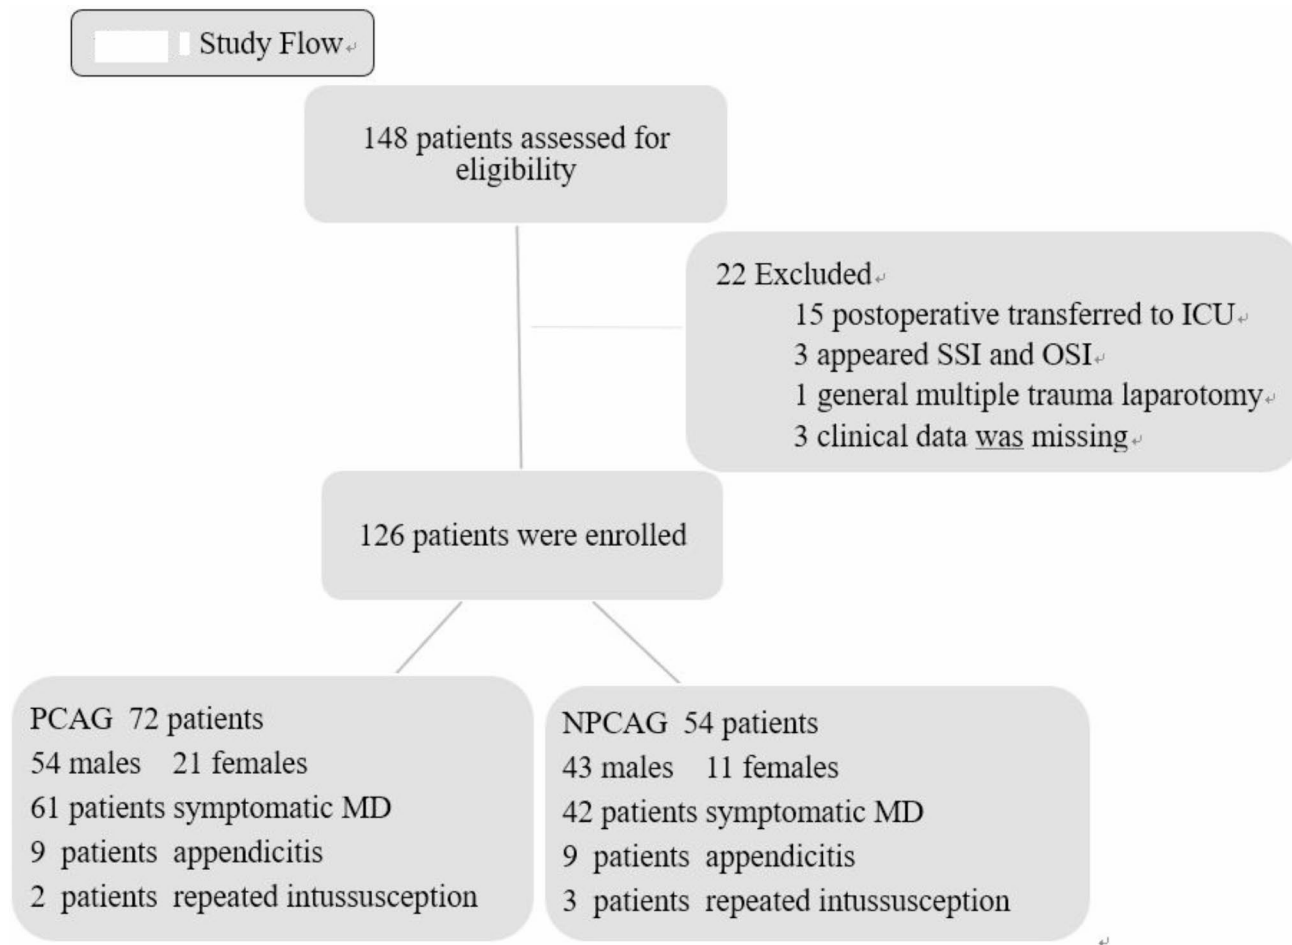 Study Flow
148 patients assessed for
eligibility
22 Excluded
15 postoperative transferred to ICU
3 appeared SSI and OSI
1 general multiple trauma laparotomy
3 clinical data was missing
126 patients were enrolled
PCAG 72 patients
54 males 21 females
61 patients symptomatic MD
9 patients appendicitis
2 patients repeated intussusception
NPCAG 54 patients
43 males 11 females
42 patients symptomatic MD
9 patients appendicitis
3 patients repeated intussusception